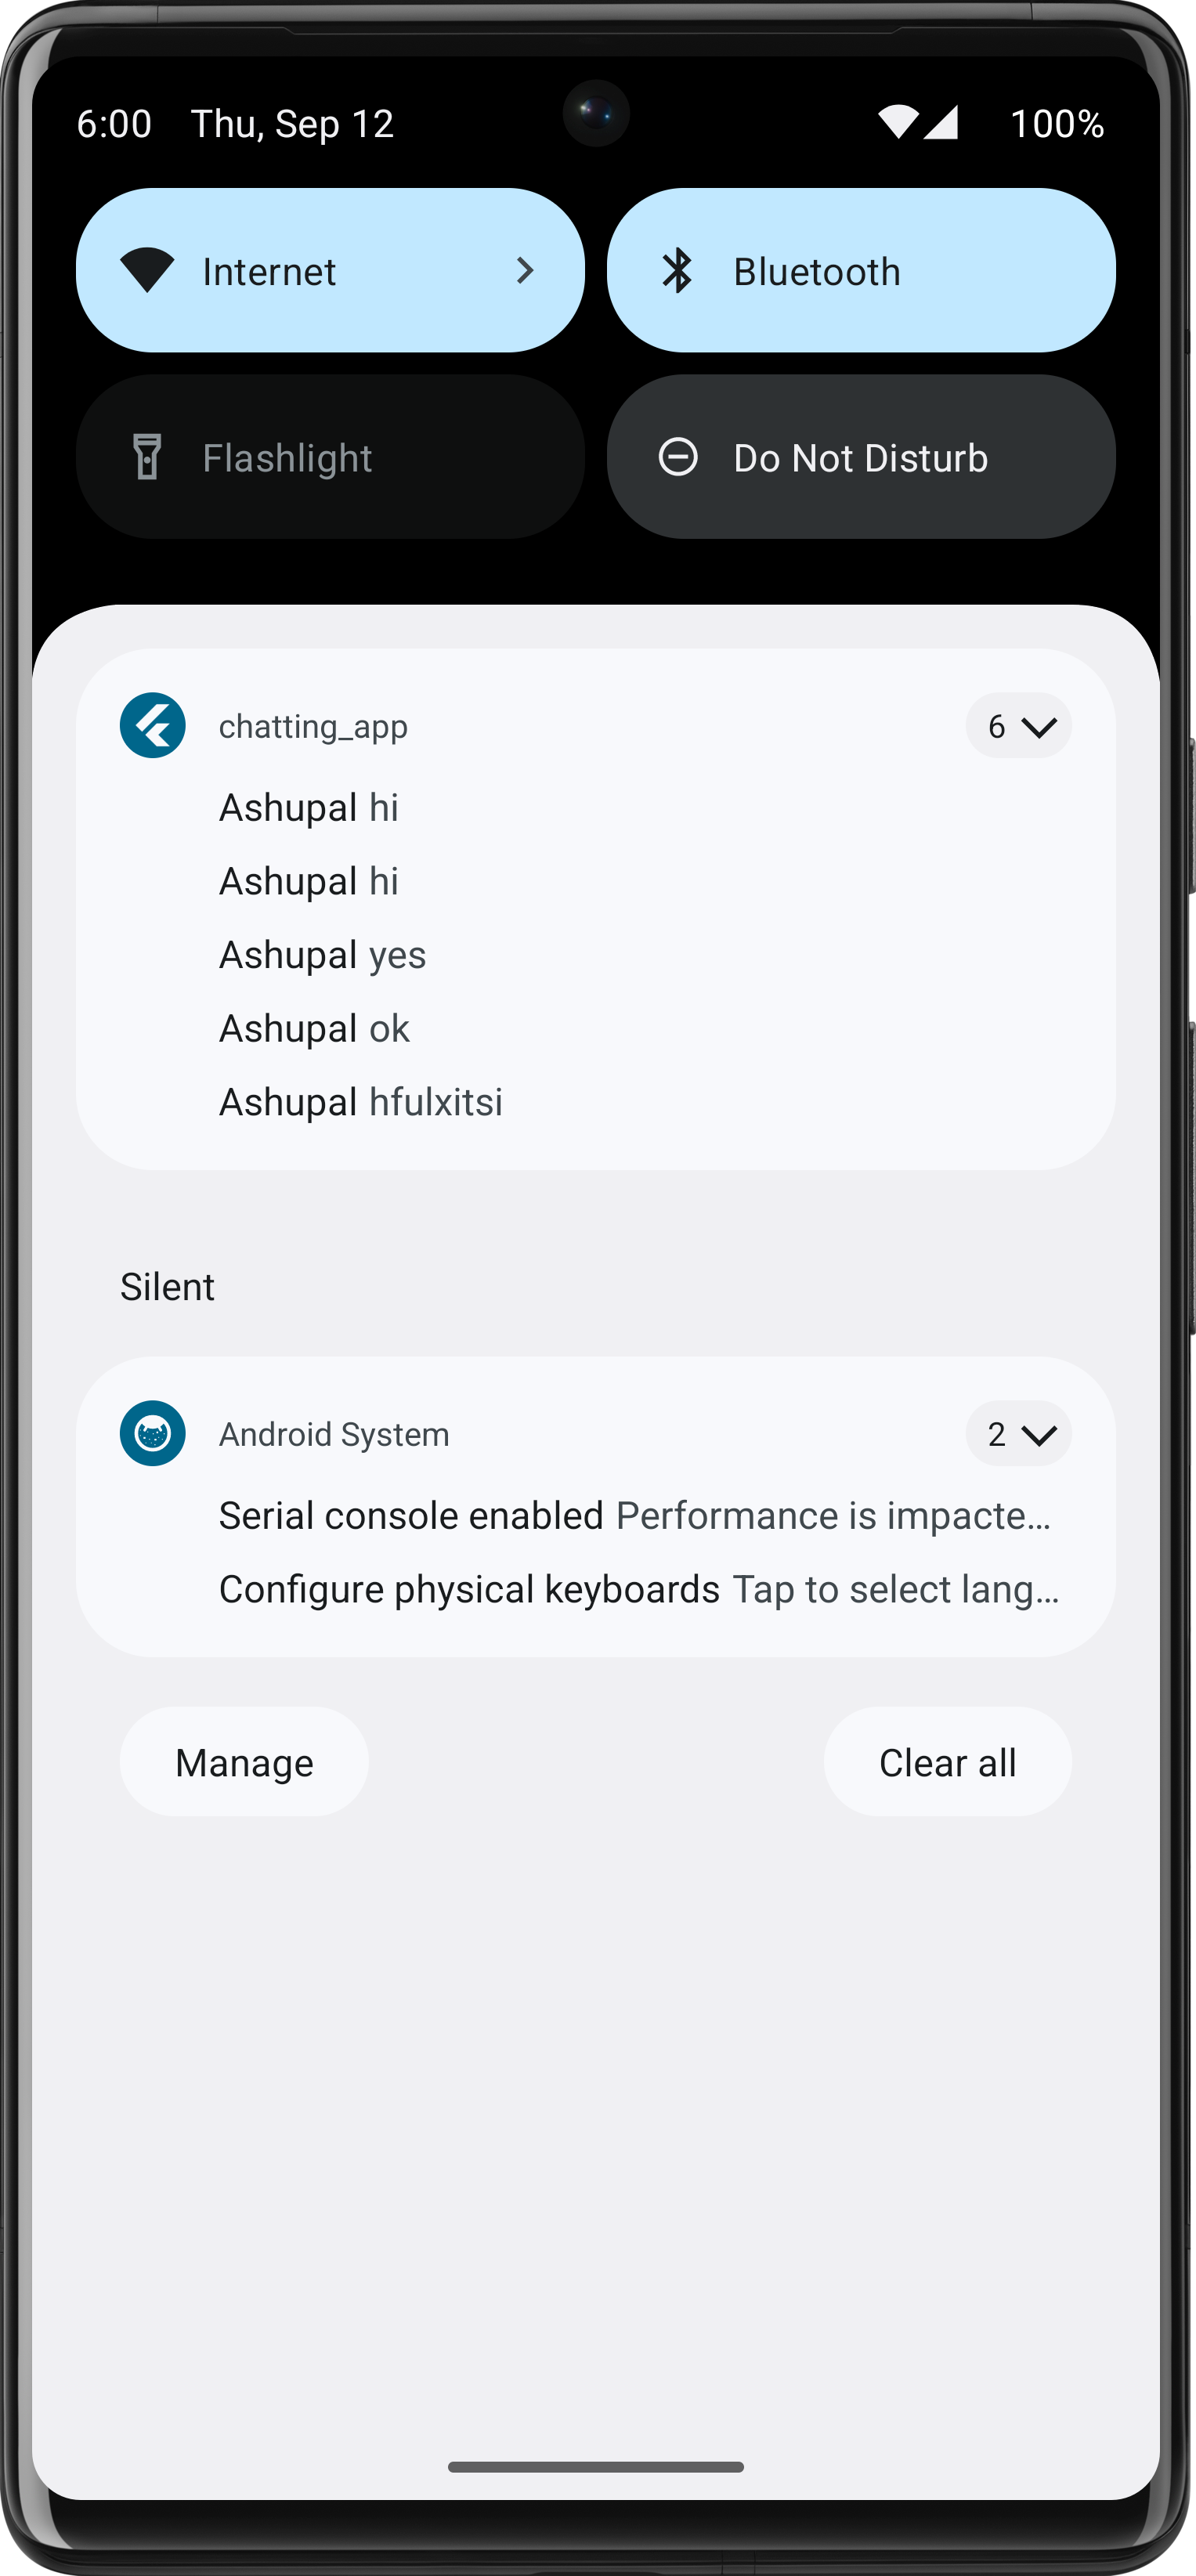 6:00 Thu, Sep 12 100%
Internet Bluetooth
Flashlight Do Not Disturb
chatting_app 6
Ashupal hi
Ashupal hi
Ashupal yes
Ashupal ok
Ashupal hfulxitsi
Silent
Android System 2
Serial console enabled Performance is impacte...
Configure physical keyboards Tap to select lang...
Manage Clear all